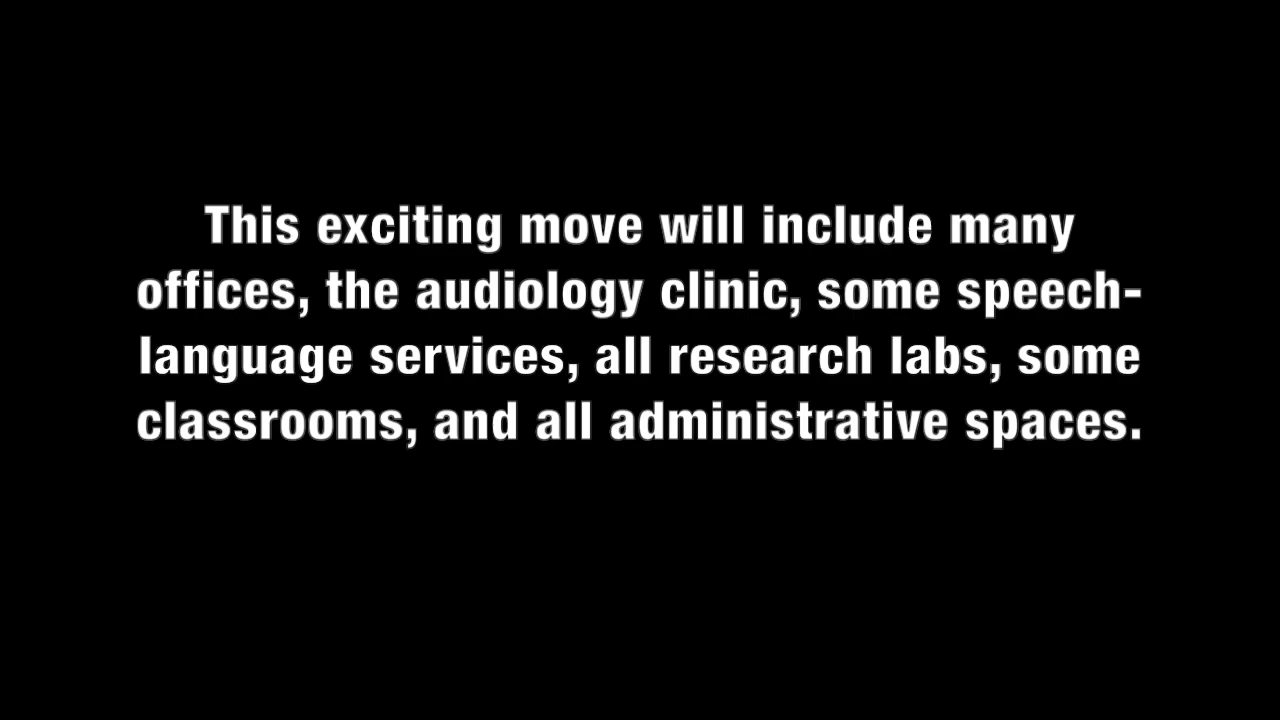 This exciting move will include many
offices, the audiology clinic, some speech-
language services, all research labs, some
classrooms, and all administrative spaces.